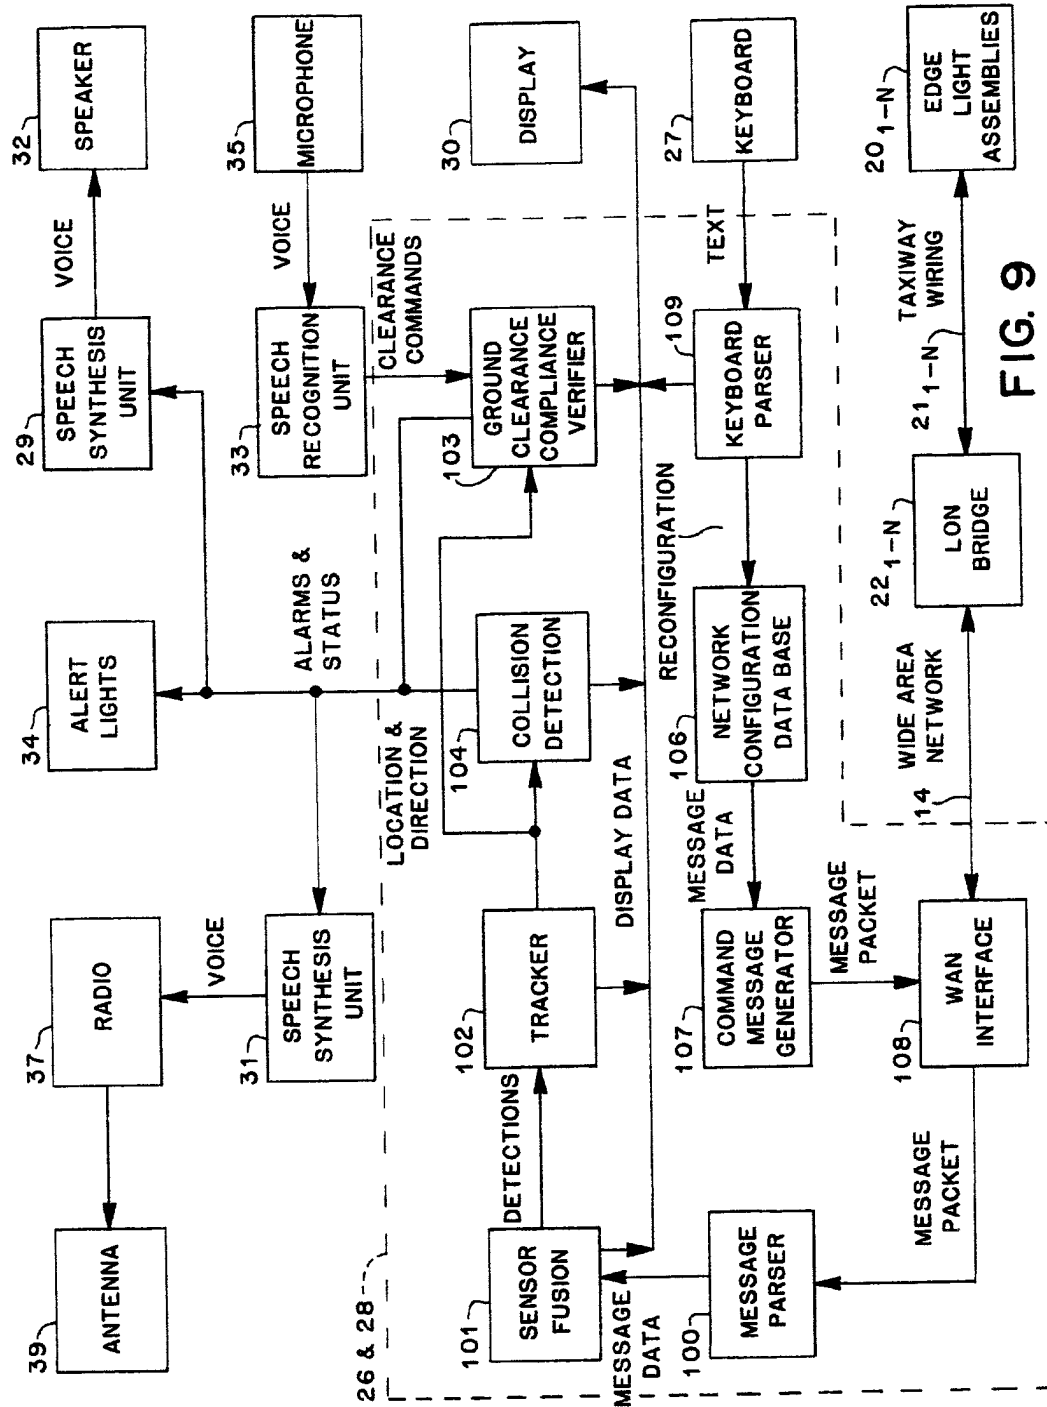 39
ANTENNA
37
RADIO
34
ALERT
LIGHTS
29
SPEECH
SYNTHESIS
UNIT
VOICE
32
SPEAKER
VOICE
31
SPEECH
SYNTHESIS
UNIT
ALARMS &
STATUS
33
SPEECH
RECOGNITION
UNIT
VOICE
35
MICROPHONE
26 & 28
LOCATION &
DIRECTION
CLEARANCE
COMMANDS
101
SENSOR
FUSION
DETECTIONS
102
TRACKER
104
COLLISION
DETECTION
103
GROUND
CLEARANCE
COMPLIANCE
VERIFIER
30
DISPLAY
MESSAGE
DATA
DISPLAY DATA
RECONFIGURATION
100
MESSAGE
PARSER
107
COMMAND
MESSAGE
GENERATOR
MESSAGE
DATA
106
NETWORK
CONFIGURATION
DATA BASE
109
KEYBOARD
PARSER
TEXT
27
KEYBOARD
MESSAGE
PACKET
MESSAGE
PACKET
108
WAN
INTERFACE
14
WIDE AREA
NETWORK
22 1-N
LON
BRIDGE
21 1-N
TAXIWAY
WIRING
20 1-N
EDGE
LIGHT
ASSEMBLIES
FIG. 9